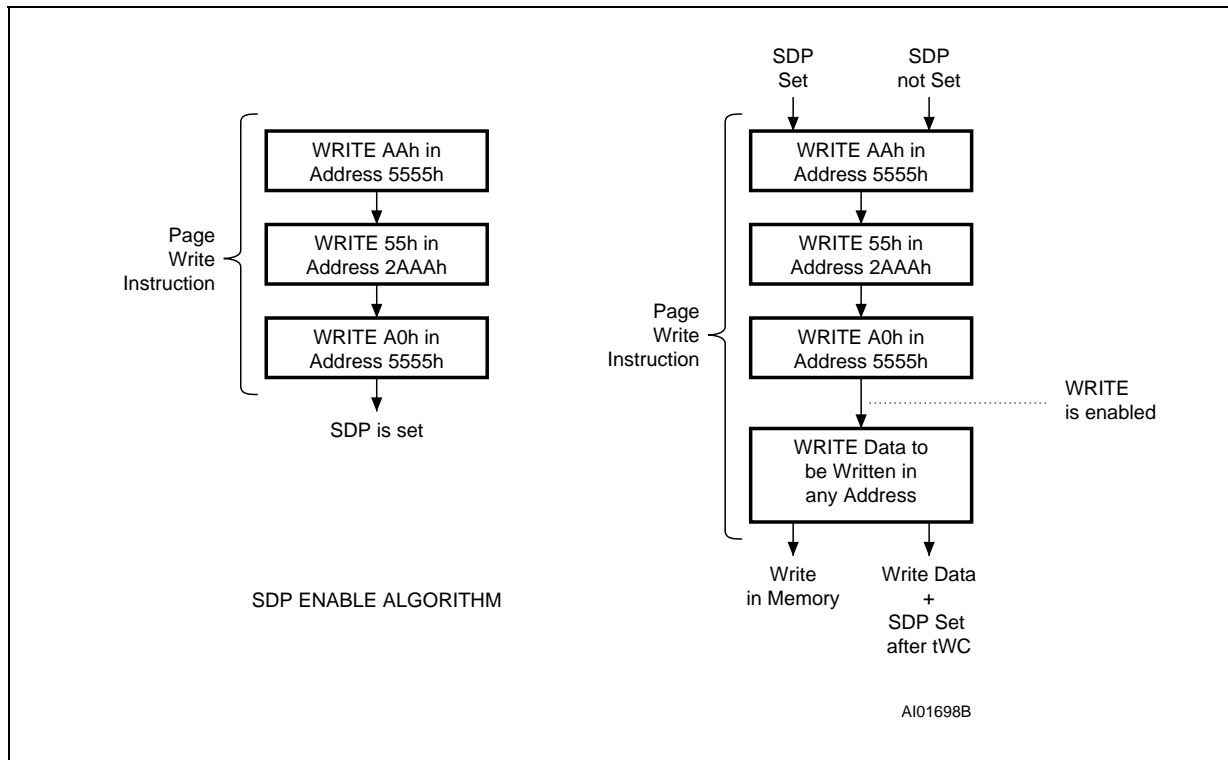 WRITE AAh in
Address 5555h
WRITE 55h in
Address 2AAAh
Page
Write
Instruction
WRITE A0h in
Address 5555h
SDP is set
SDP ENABLE ALGORITHM
SDP
Set
SDP
not Set
WRITE AAh in
Address 5555h
WRITE 55h in
Address 2AAAh
Page
Write
Instruction
WRITE A0h in
Address 5555h
WRITE
is enabled
WRITE Data to
be Written in
any Address
Write
in Memory
Write Data
+
SDP Set
after tWC
AI01698B